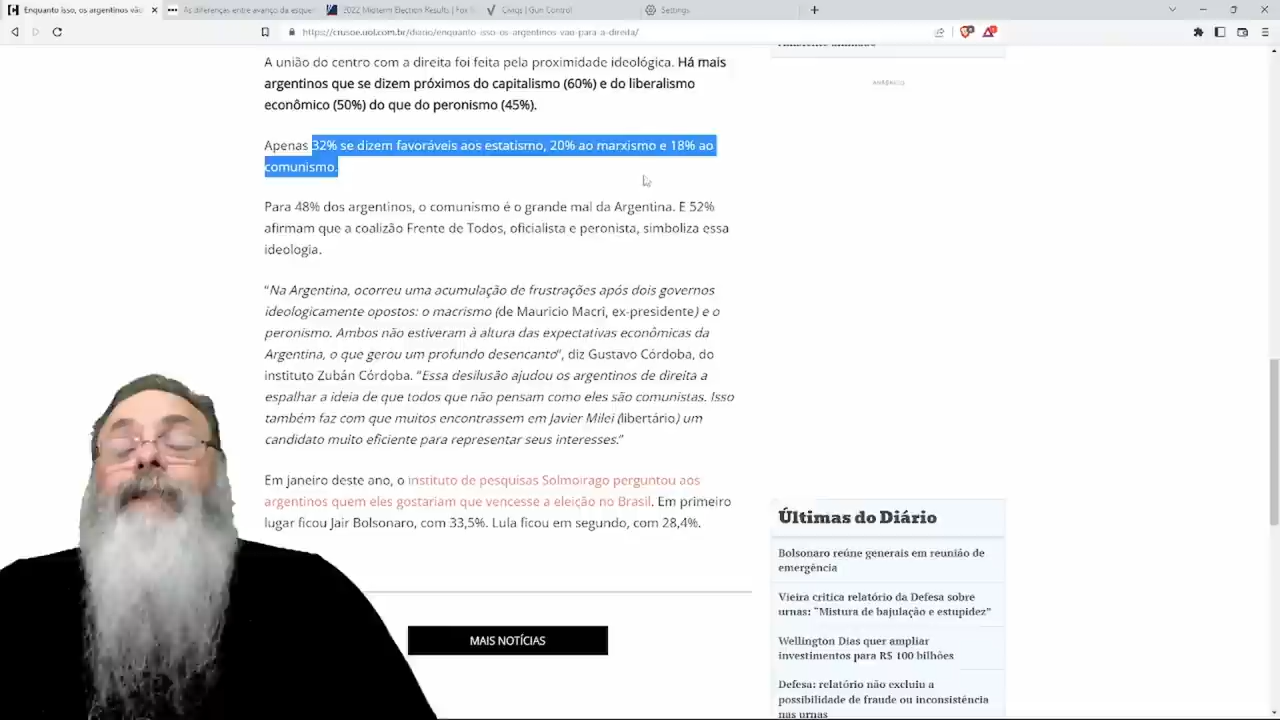 Enquanto isso, os argentinos vão
As diferenças entre avanço da esque
2022 Midterm Election Results | Fox
Civiqs | Gun Control
Settings
https://crusoe.uol.com.br/diario/enquanto-isso-os-argentinos-vao-para-a-direita/
A união do centro com a direita foi feita pela proximidade ideológica. Há mais
argentinos que se dizem próximos do capitalismo (60%) e do liberalismo
econômico (50%) do que do peronismo (45%).
Apenas 32% se dizem favoráveis aos estatismo, 20% ao marxismo e 18% ao
comunismo.
Para 48% dos argentinos, o comunismo é o grande mal da Argentina. E 52%
afirmam que a coalizão Frente de Todos, oficialista e peronista, simboliza essa
ideologia.
"Na Argentina, ocorreu uma acumulação de frustrações após dois governos
ideologicamente opostos: o macrismo (de Mauricio Macri, ex-presidente) e o
peronismo. Ambos não estiveram à altura das expectativas econômicas da
Argentina, o que gerou um profundo desencanto", diz Gustavo Córdoba, do
instituto Zubán Córdoba. "Essa desilusão ajudou os argentinos de direita a
espalhar a ideia de que todos que não pensam como eles são comunistas. Isso
também faz com que muitos encontrassem em Javier Milei (libertário) um
candidato muito eficiente para representar seus interesses."
Em janeiro deste ano, o instituto de pesquisas Solmoirago perguntou aos
argentinos quem eles gostariam que vencesse a eleição no Brasil. Em primeiro
lugar ficou Jair Bolsonaro, com 33,5%. Lula ficou em segundo, com 28,4%.
MAIS NOTÍCIAS
Últimas do Diário
Bolsonaro reúne generais em reunião de
emergência
Vieira critica relatório da Defesa sobre
urnas: "Mistura de bajulação e estupidez"
Wellington Dias quer ampliar
investimentos para R$ 100 bilhões
Defesa: relatório não excluiu a
possibilidade de fraude ou inconsistência
nas urnas